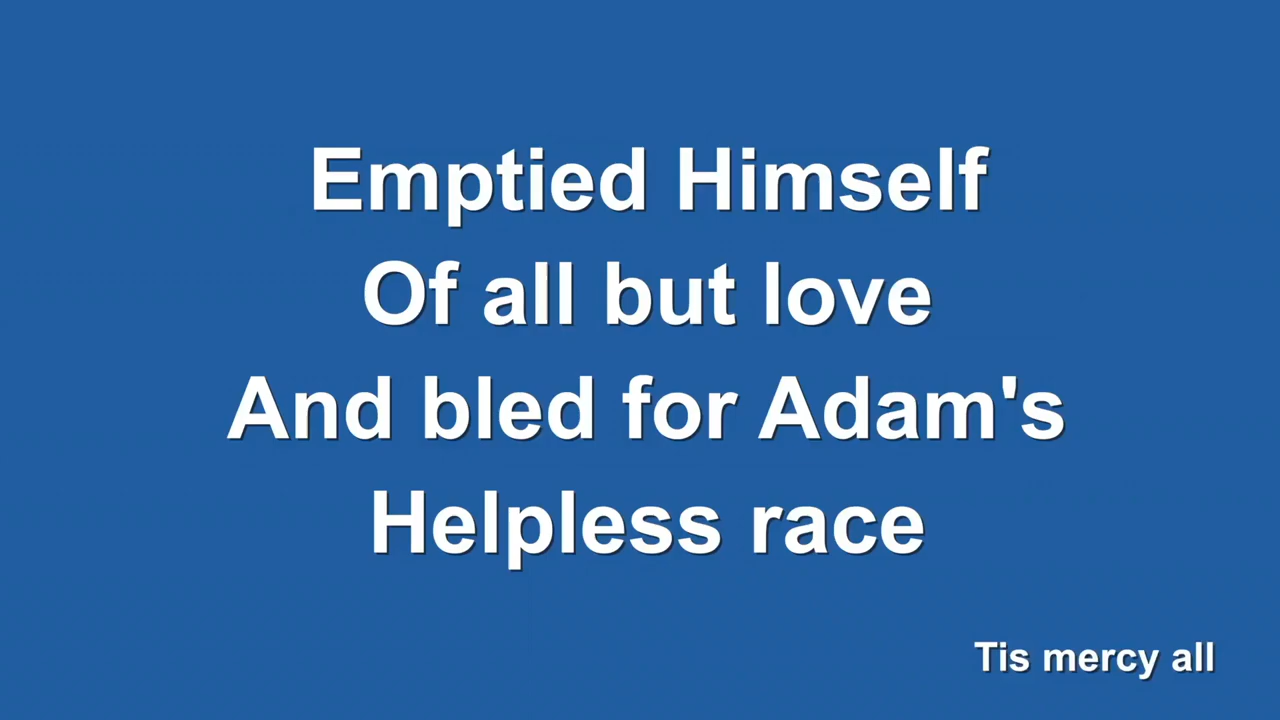 Emptied Himself
Of all but love
And bled for Adam's
Helpless race
Tis mercy all